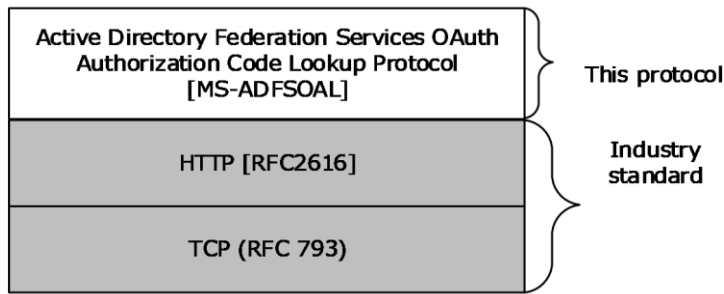 Active Directory Federation Services OAuth
Authorization Code Lookup Protocol
[MS-ADFSOAL]
This protocol
HTTP [RFC2616]
TCP (RFC 793)
Industry
standard